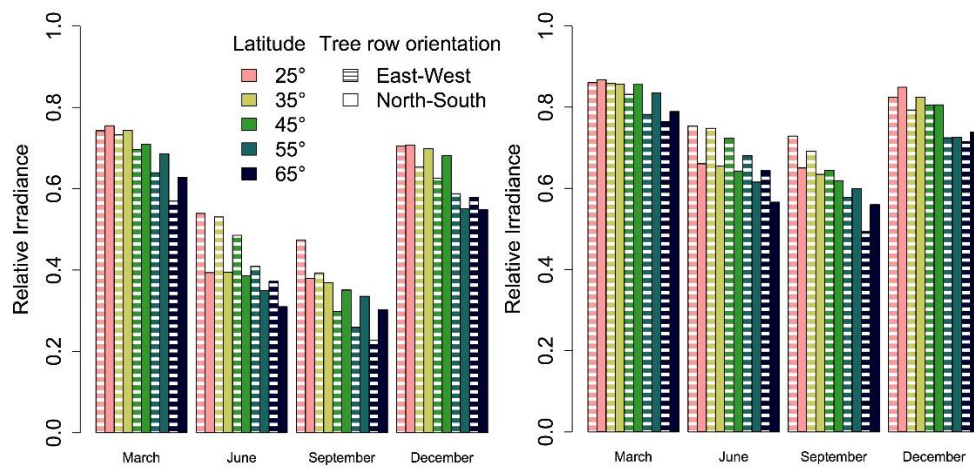 Relative Irradiance
0.0
0.2
0.4
0.6
0.8
1.0
Latitude
25°
35°
45°
55°
65°
Tree row orientation
East-West
North-South
March
June
September
December
Relative Irradiance
0.0
0.2
0.4
0.6
0.8
1.0
March
June
September
December